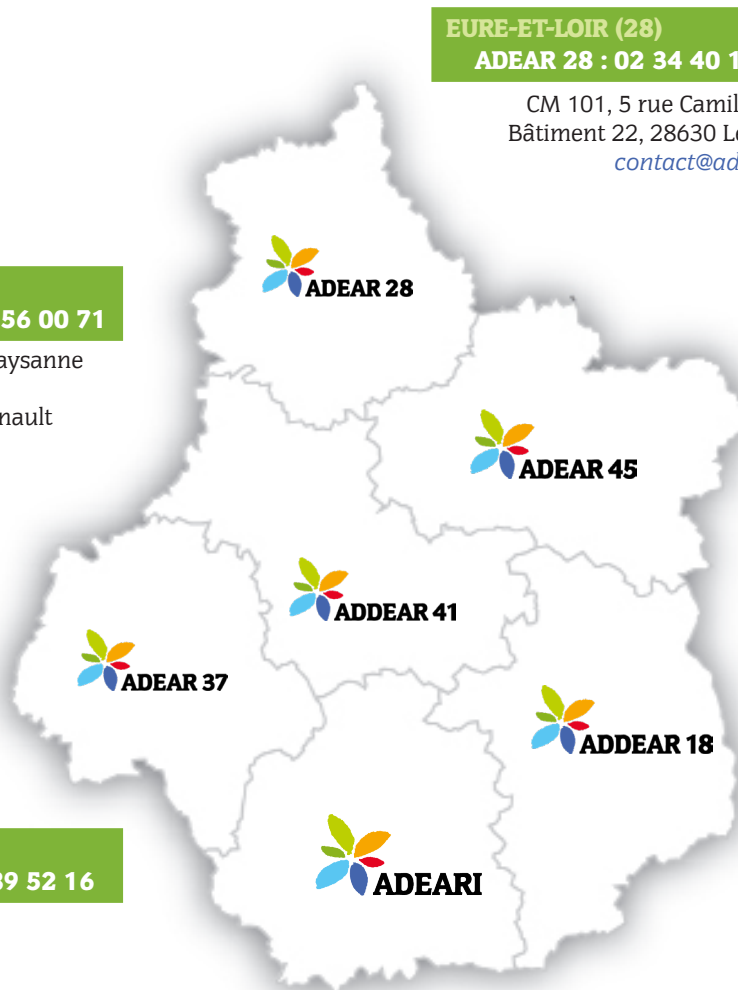 EURE-ET-LOIR (28)
ADEAR 28 : 02 34 40 1
CM 101, 5 rue Camil
Bâtiment 22, 28630 L
contact@ad
56 00 71
aysanne
nault
ADEAR 28
ADEAR 45
ADDEAR 41
ADEAR 37
ADDEAR 18
39 52 16
ADEARI